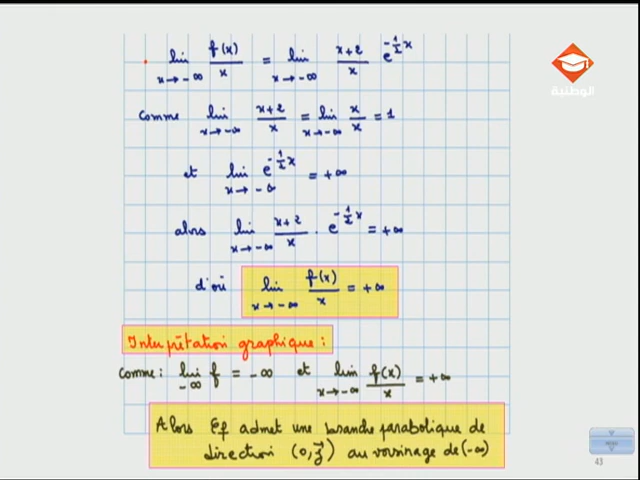 lim x→-∞ f(x)/x = lim x→-∞ x+2/x e^{-1/2 x}
الوطنية
Comme lim x→-∞ x+2/x = lim x→-∞ x/x = 1
et lim x→-∞ e^{-1/2 x} = +∞
alors lim x→-∞ x+2/x . e^{-1/2 x} = +∞
d'où lim x→-∞ f(x)/x = +∞
Interprétation graphique :
Comme : lim -∞ f = -∞ et lim x→-∞ f(x)/x = +∞
Alors Ef admet une branche parabolique de
direction (0, j⃗) au voisinage de (-∞)
43